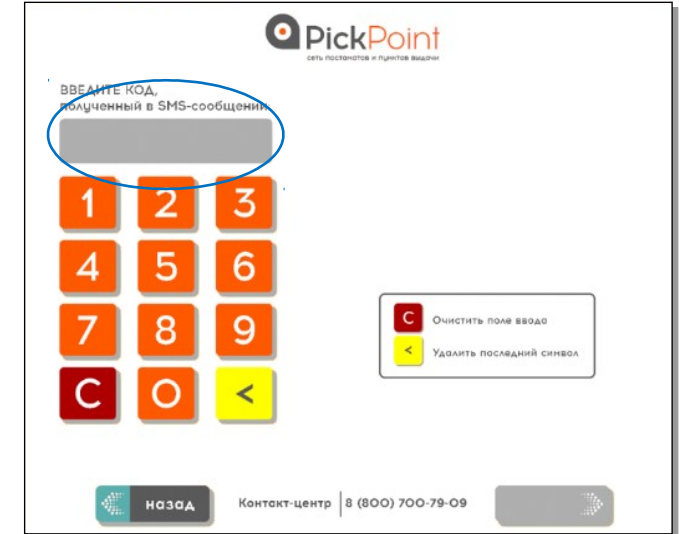 PickPoint
сеть постаматов и пунктов выдачи
ВВЕДИТЕ КОД,
полученный в SMS-сообщении
1 2 3
4 5 6
7 8 9
C 0 <
C Очистить поле ввода
< Удалить последний символ
назад
Контакт-центр
8 (800) 700-79-09